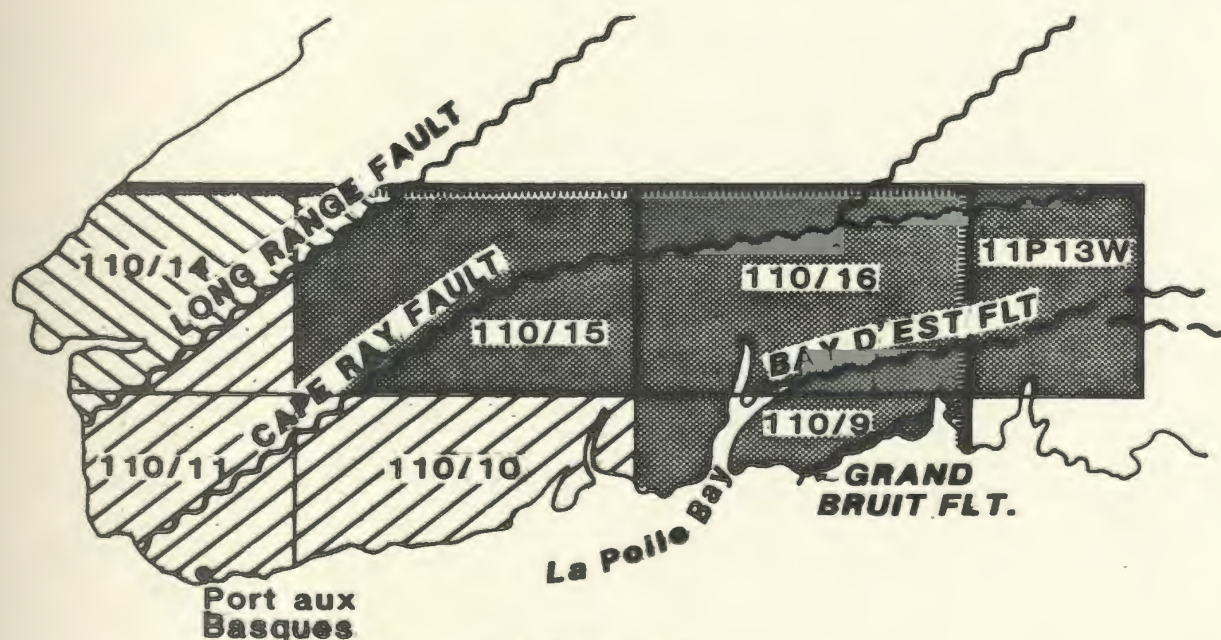 LONG RANGE FAULT
110/14
CAPE RAY FAULT
110/15
110/16
11P13W
BAY D'EST FLT
110/9
110/11
110/10
GRAND
BRUIT FLT.
La Poile Bay
Port aux
Basques